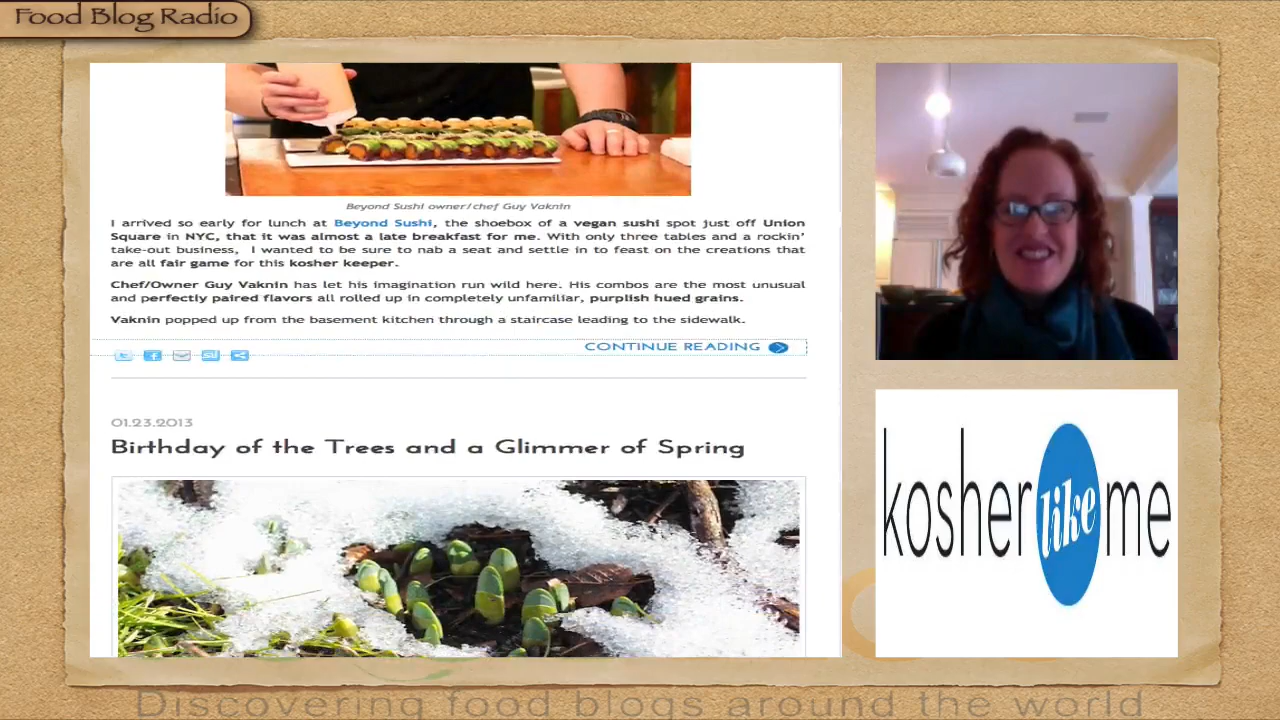 Food Blog Radio
Beyond Sushi owner/chef Guy Vaknin
I arrived so early for lunch at Beyond Sushi, the shoebox of a vegan sushi spot just off Union
Square in NYC, that it was almost a late breakfast for me. With only three tables and a rockin’
take-out business, I wanted to be sure to nab a seat and settle in to feast on the creations that
are all fair game for this kosher keeper.
Chef/Owner Guy Vaknin has let his imagination run wild here. His combos are the most unusual
and perfectly paired flavors all rolled up in completely unfamiliar, purplish hued grains.
Vaknin popped up from the basement kitchen through a staircase leading to the sidewalk.
CONTINUE READING
01.23.2013
Birthday of the Trees and a Glimmer of Spring
kosher like me
Discovering food blogs around the world